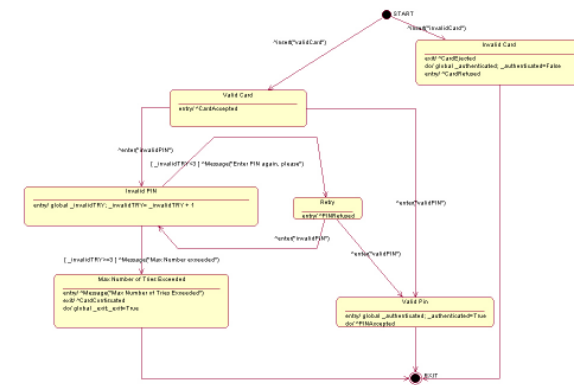 START
^insert("validCard")
^insert("invalidCard")
Invalid Card
exit/ ^CardEjected
do/ global _authenticated; _authenticated=False
entry/ ^CardRefused
Valid Card
entry/ ^CardAccepted
^enter("invalidPIN")
[ _invalidTRY<3 ] ^Message("Enter PIN again, please")
Invalid PIN
entry/ global _invalidTRY; _invalidTRY= _invalidTRY + 1
Retry
entry/ ^PINRefused
^enter("validPIN")
^enter("invalidPIN")
^enter("validPIN")
[ _invalidTRY>=3 ] ^Message("Max Number exceeded")
Max Number of Tries Exceeded
entry/ ^Message("Max Number of Tries Exceeded")
exit/ ^CardConfiscated
do/ global _exit;_exit=True
Valid Pin
entry/ global _authenticated; _authenticated=True
do/ ^PINAccepted
EXIT